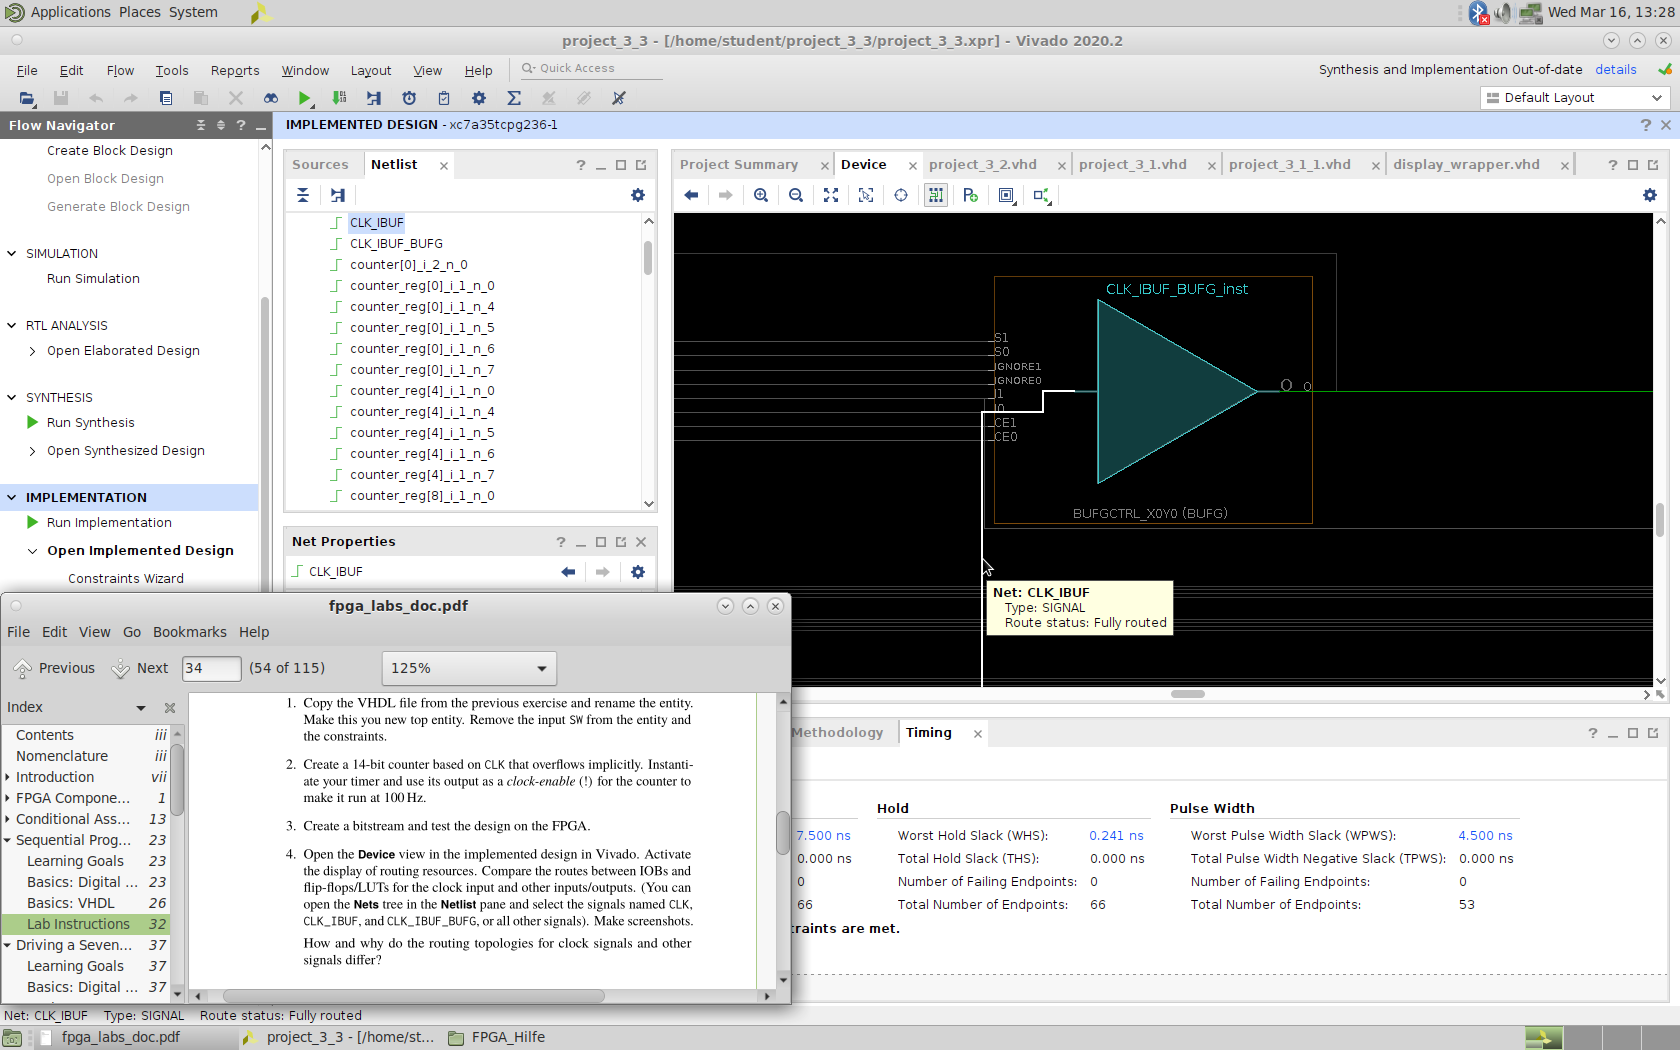 Applications Places System
Wed Mar 16, 13:28
project_3_3 - [/home/student/project_3_3/project_3_3.xpr] - Vivado 2020.2
File Edit Flow Tools Reports Window Layout View Help
Quick Access
Synthesis and Implementation Out-of-date details
Default Layout
Flow Navigator
Create Block Design
Open Block Design
Generate Block Design
SIMULATION
Run Simulation
RTL ANALYSIS
Open Elaborated Design
SYNTHESIS
Run Synthesis
Open Synthesized Design
IMPLEMENTATION
Run Implementation
Open Implemented Design
Constraints Wizard
IMPLEMENTED DESIGN - xc7a35tcpg236-1
Sources Netlist
CLK_IBUF
CLK_IBUF_BUFG
counter[0]_i_2_n_0
counter_reg[0]_i_1_n_0
counter_reg[0]_i_1_n_4
counter_reg[0]_i_1_n_5
counter_reg[0]_i_1_n_6
counter_reg[0]_i_1_n_7
counter_reg[4]_i_1_n_0
counter_reg[4]_i_1_n_4
counter_reg[4]_i_1_n_5
counter_reg[4]_i_1_n_6
counter_reg[4]_i_1_n_7
counter_reg[8]_i_1_n_0
Net Properties
CLK_IBUF
Project Summary Device project_3_2.vhd project_3_1.vhd project_3_1_1.vhd display_wrapper.vhd
CLK_IBUF_BUFG_inst
S1
S0
IGNORE1
IGNORE0
I1
I0
CE1
CE0
O O
BUFGCTRL_X0Y0 (BUFG)
Net: CLK_IBUF
Type: SIGNAL
Route status: Fully routed
Methodology Timing
Hold Pulse Width
7.500 ns Worst Hold Slack (WHS): 0.241 ns Worst Pulse Width Slack (WPWS): 4.500 ns
0.000 ns Total Hold Slack (THS): 0.000 ns Total Pulse Width Negative Slack (TPWS): 0.000 ns
0 Number of Failing Endpoints: 0 Number of Failing Endpoints: 0
66 Total Number of Endpoints: 66 Total Number of Endpoints: 53
traints are met.
fpga_labs_doc.pdf
File Edit View Go Bookmarks Help
Previous Next 34 (54 of 115) 125%
Index
Contents iii
Nomenclature iii
Introduction vii
FPGA Compone... 1
Conditional Ass... 13
Sequential Prog... 23
Learning Goals 23
Basics: Digital ... 23
Basics: VHDL 26
Lab Instructions 32
Driving a Seven... 37
Learning Goals 37
Basics: Digital ... 37
1. Copy the VHDL file from the previous exercise and rename the entity.
Make this you new top entity. Remove the input SW from the entity and
the constraints.
2. Create a 14-bit counter based on CLK that overflows implicitly. Instanti-
ate your timer and use its output as a clock-enable (!) for the counter to
make it run at 100 Hz.
3. Create a bitstream and test the design on the FPGA.
4. Open the Device view in the implemented design in Vivado. Activate
the display of routing resources. Compare the routes between IOBs and
flip-flops/LUTs for the clock input and other inputs/outputs. (You can
open the Nets tree in the Netlist pane and select the signals named CLK,
CLK_IBUF, and CLK_IBUF_BUFG, or all other signals). Make screenshots.
How and why do the routing topologies for clock signals and other
signals differ?
Net: CLK_IBUF Type: SIGNAL Route status: Fully routed
fpga_labs_doc.pdf project_3_3 - [/home/st... FPGA_Hilfe